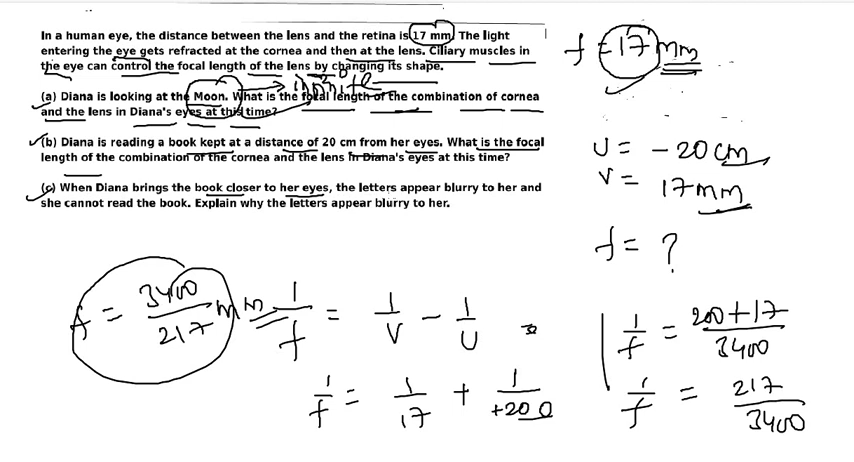 In a human eye, the distance between the lens and the retina is 17 mm. The light
entering the eye gets refracted at the cornea and then at the lens. Ciliary muscles in
the eye can control the focal length of the lens by changing its shape.
infinite
(a) Diana is looking at the Moon. What is the focal length of the combination of cornea
and the lens in Diana's eyes at this time?
(b) Diana is reading a book kept at a distance of 20 cm from her eyes. What is the focal
length of the combination of the cornea and the lens in Diana's eyes at this time?
(c) When Diana brings the book closer to her eyes, the letters appear blurry to her and
she cannot read the book. Explain why the letters appear blurry to her.
f = 17 mm
U = - 20 cm
V = 17 mm
f = ?
f = 3400/217 mm
1/f = 1/V - 1/U
1/f = 1/17 + 1/+200
1/f = 200+17/3400
1/f = 217/3400